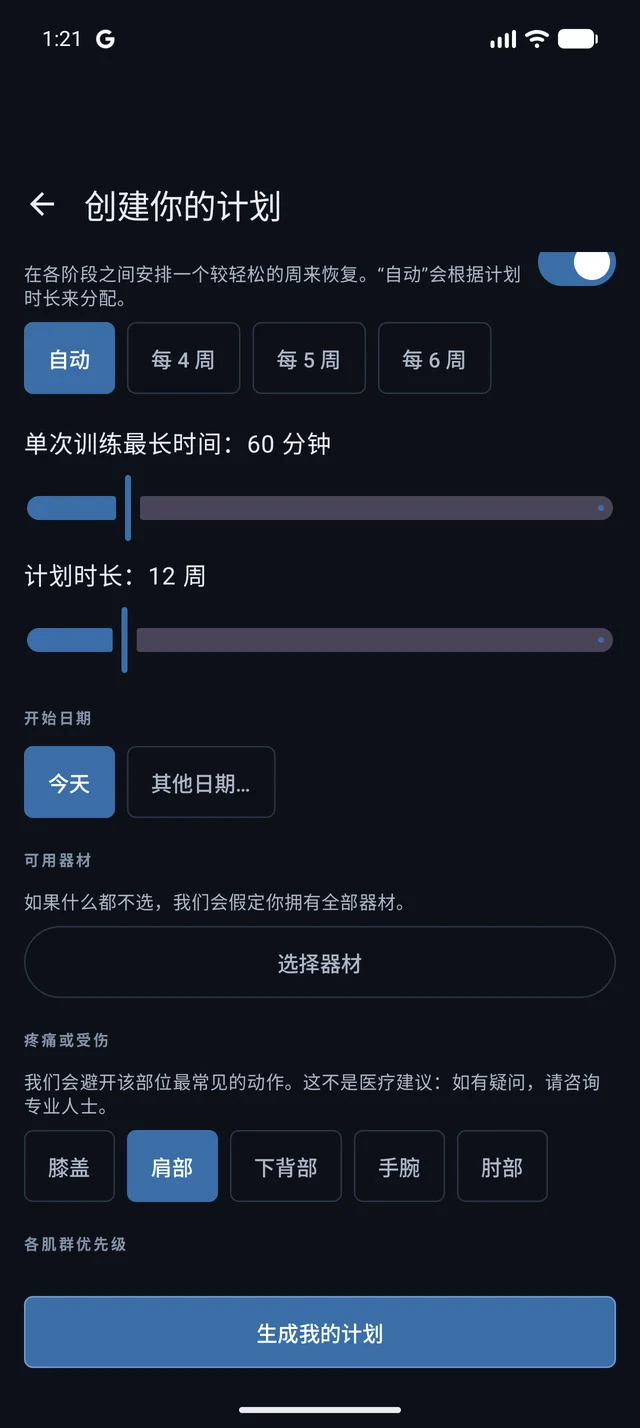 1:21 G
创建你的计划
在各阶段之间安排一个较轻松的周来恢复。“自动”会根据计划
时长来分配。
自动 每 4 周 每 5 周 每 6 周
单次训练最长时间：60 分钟
计划时长：12 周
开始日期
今天 其他日期…
可用器材
如果什么都不选，我们会假定你拥有全部器材。
选择器材
疼痛或受伤
我们会避开该部位最常见的动作。这不是医疗建议：如有疑问，请咨询
专业人士。
膝盖 肩部 下背部 手腕 肘部
各肌群优先级
生成我的计划